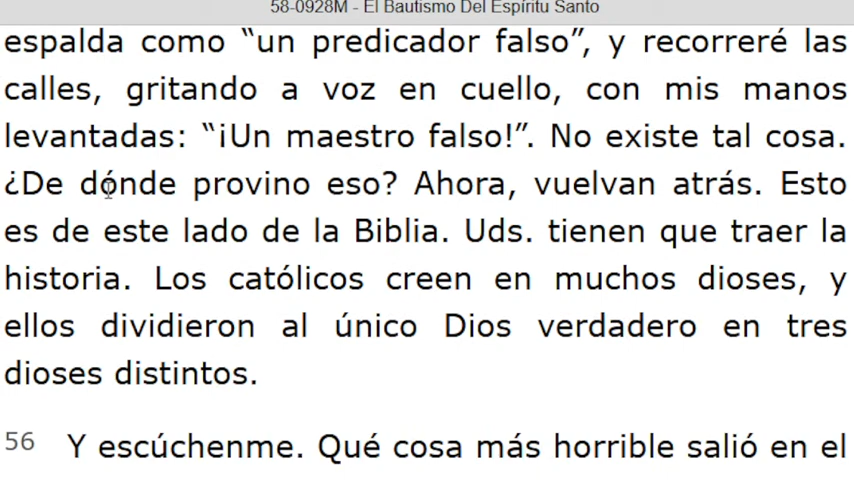 58-0928M - El Bautismo Del Espíritu Santo
espalda como “un predicador falso”, y recorreré las
calles, gritando a voz en cuello, con mis manos
levantadas: “¡Un maestro falso!”. No existe tal cosa.
¿De dónde provino eso? Ahora, vuelvan atrás. Esto
es de este lado de la Biblia. Uds. tienen que traer la
historia. Los católicos creen en muchos dioses, y
ellos dividieron al único Dios verdadero en tres
dioses distintos.
56 Y escúchenme. Qué cosa más horrible salió en el